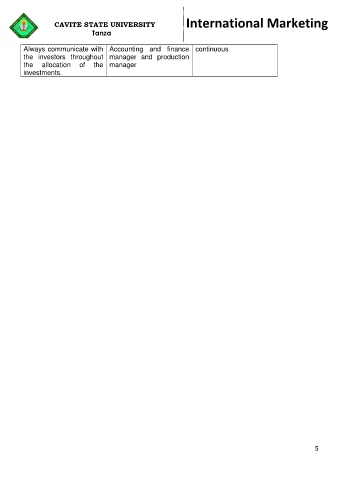 CAVITE STATE UNIVERSITY
Tanza
International Marketing
Always communicate with
the investors throughout
the allocation of the
investments.
Accounting and finance
manager and production
manager
continuous
5